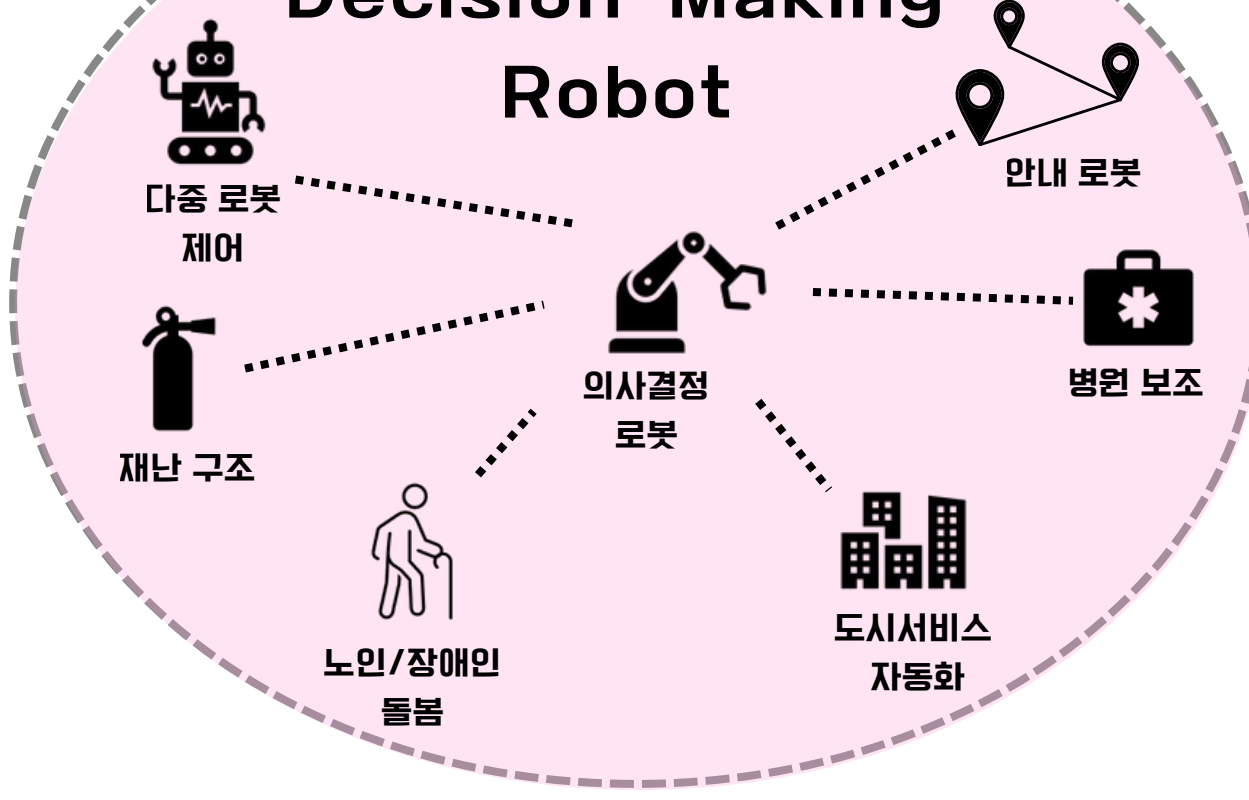 Decision Making
Robot
다중 로봇
제어
안내 로봇
병원 보조
의사결정
로봇
재난 구조
도시서비스
자동화
노인/장애인
돌봄